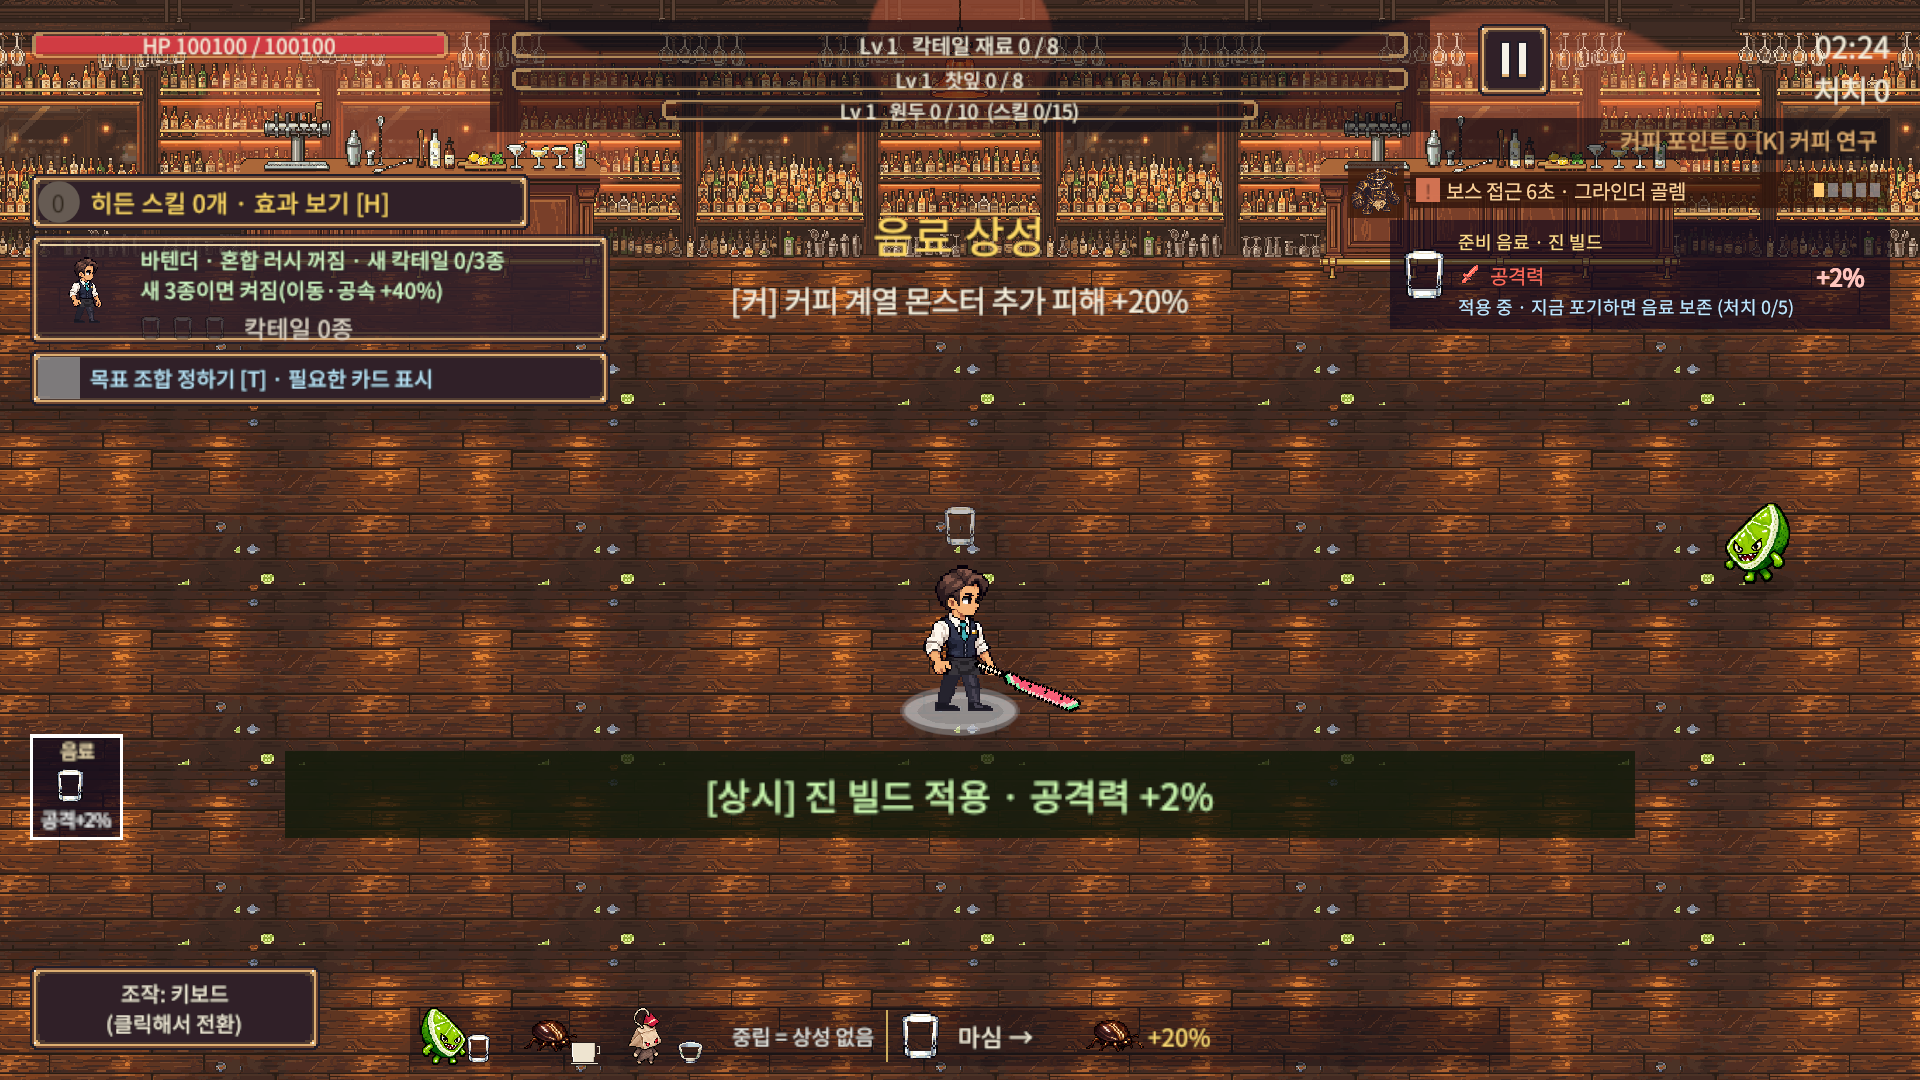 HP 100100 / 100100
Lv 1 칵테일 재료 0 / 8
Lv 1 찻잎 0 / 8
Lv 1 원두 0 / 10 (스킬 0/15)
02:24
처치 0
커피 포인트 0 [K] 커피 연구
! 보스 접근 6초 · 그라인더 골렘
준비 음료 · 진 빌드
공격력 +2%
적용 중 · 지금 포기하면 음료 보존 (처치 0/5)
0 히든 스킬 0개 · 효과 보기 [H]
바텐더 · 혼합 러시 꺼짐 · 새 칵테일 0/3종
새 3종이면 켜짐(이동·공속 +40%)
칵테일 0종
목표 조합 정하기 [T] · 필요한 카드 표시
음료 상성
[커] 커피 계열 몬스터 추가 피해 +20%
음료
공격+2%
[상시] 진 빌드 적용 · 공격력 +2%
조작: 키보드
(클릭해서 전환)
중립 = 상성 없음
마심 →
+20%